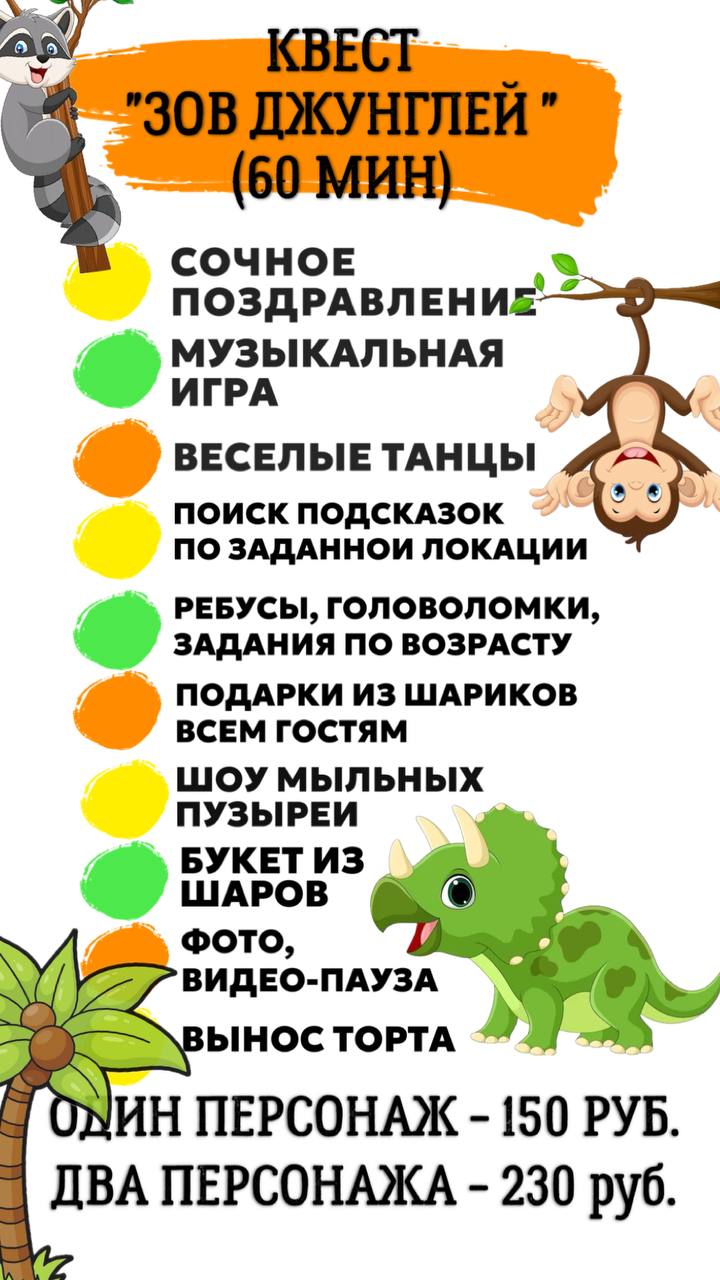 КВЕСТ
"ЗОВ ДЖУНГЛЕЙ "
(60 МИН)
СОЧНОЕ
ПОЗДРАВЛЕНИЕ
МУЗЫКАЛЬНАЯ
ИГРА
ВЕСЕЛЫЕ ТАНЦЫ
ПОИСК ПОДСКАЗОК
ПО ЗАДАННОИ ЛОКАЦИИ
РЕБУСЫ, ГОЛОВОЛОМКИ,
ЗАДАНИЯ ПО ВОЗРАСТУ
ПОДАРКИ ИЗ ШАРИКОВ
ВСЕМ ГОСТЯМ
ШОУ МЫЛЬНЫХ
ПУЗЫРЕИ
БУКЕТ ИЗ
ШАРОВ
ФОТО,
ВИДЕО-ПАУЗА
ВЫНОС ТОРТА
ОДИН ПЕРСОНАЖ - 150 РУБ.
ДВА ПЕРСОНАЖА - 230 руб.